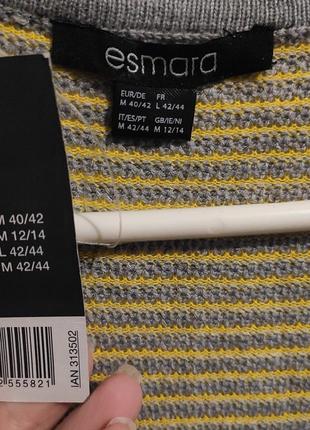 esmara
EUR/DE FR
M 40/42 L 42/44
IT/ES/PT GB/IE/NI
M 42/44 M 12/14
M 40/42
M 12/14
L 42/44
M 42/44
2 555821
IAN 313502